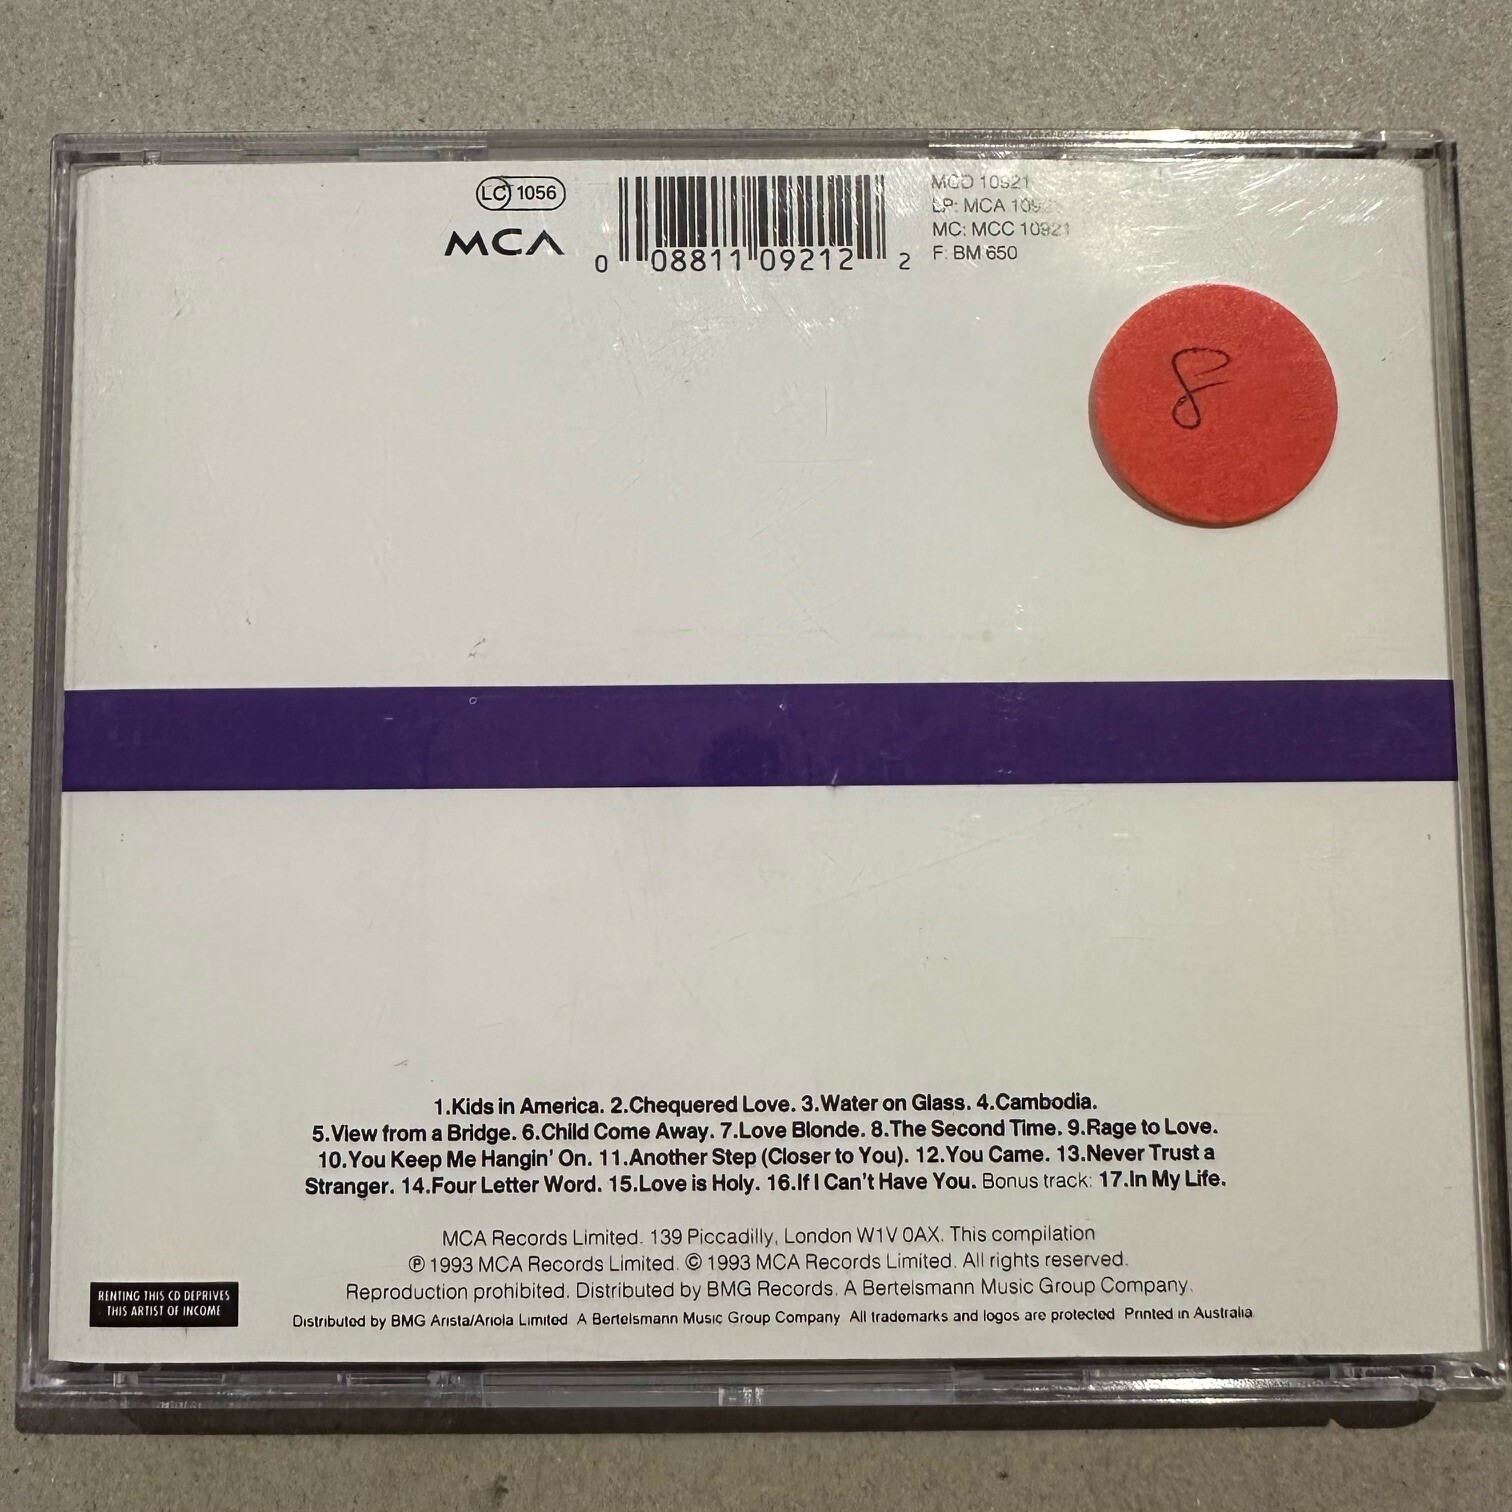 LC 1056
MCA
0 08811 09212 2
MCD 10921
LP: MCA 10921
MC: MCC 10921
F: BM 650
8
1.Kids in America. 2.Chequered Love. 3.Water on Glass. 4.Cambodia.
5.View from a Bridge. 6.Child Come Away. 7.Love Blonde. 8.The Second Time. 9.Rage to Love.
10.You Keep Me Hangin' On. 11.Another Step (Closer to You). 12.You Came. 13.Never Trust a
Stranger. 14.Four Letter Word. 15.Love is Holy. 16.If I Can't Have You. Bonus track: 17.In My Life.
MCA Records Limited. 139 Piccadilly, London W1V 0AX. This compilation
℗ 1993 MCA Records Limited. © 1993 MCA Records Limited. All rights reserved.
Reproduction prohibited. Distributed by BMG Records. A Bertelsmann Music Group Company.
Distributed by BMG Arista/Ariola Limited A Bertelsmann Music Group Company All trademarks and logos are protected Printed in Australia
RENTING THIS CD DEPRIVES
THIS ARTIST OF INCOME